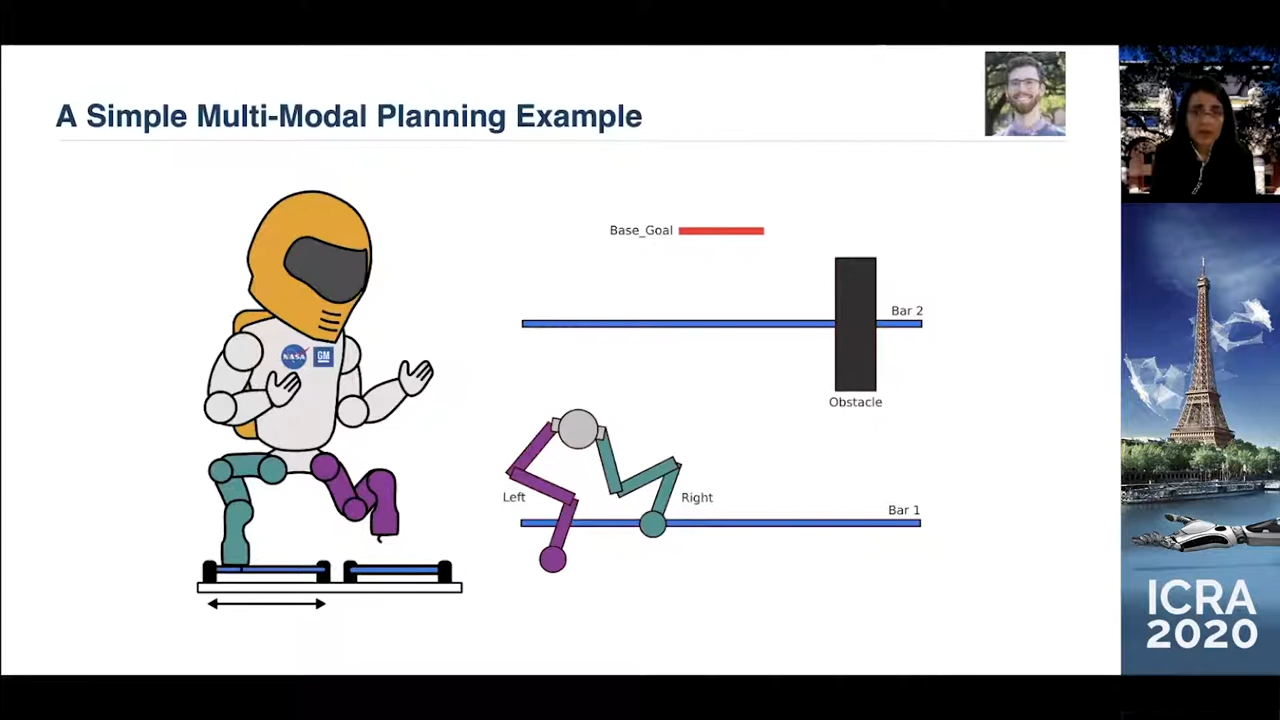 A Simple Multi-Modal Planning Example
Base_Goal
Bar 2
NASA
GM
Obstacle
Left
Right
Bar 1
ICRA
2020